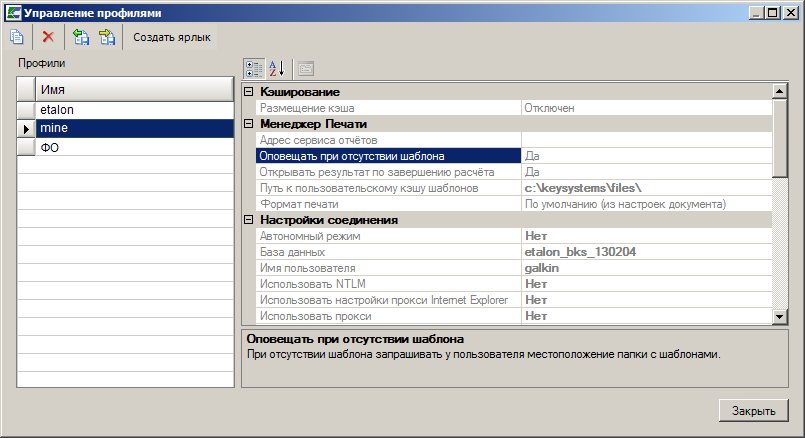 Управление профилями
Создать ярлык
Профили
Имя
etalon
mine
ФО
Кэширование
Размещение кэша Отключен
Менеджер Печати
Адрес сервиса отчётов
Оповещать при отсутствии шаблона Да
Открывать результат по завершению расчёта Да
Путь к пользовательскому кэшу шаблонов c:\keysystems\files\
Формат печати По умолчанию (из настроек документа)
Настройки соединения
Автономный режим Нет
База данных etalon_bks_130204
Имя пользователя galkin
Использовать NTLM Нет
Использовать настройки прокси Internet Explorer Нет
Использовать прокси Нет
Оповещать при отсутствии шаблона
При отсутствии шаблона запрашивать у пользователя местоположение папки с шаблонами.
Закрыть